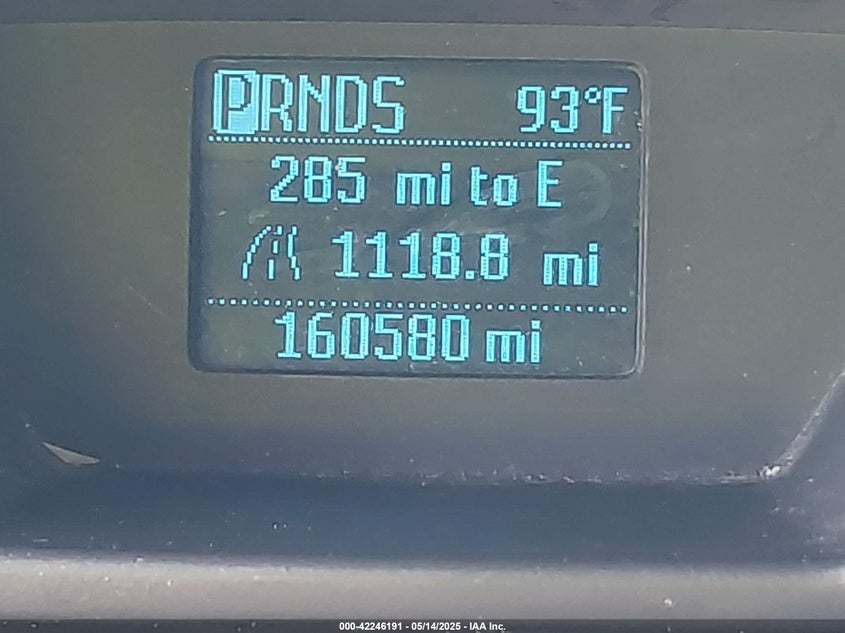 PRNDS 93°F
285 mi to E
1118.8 mi
160580 mi
000-42246191 - 05/14/2025 - IAA Inc.